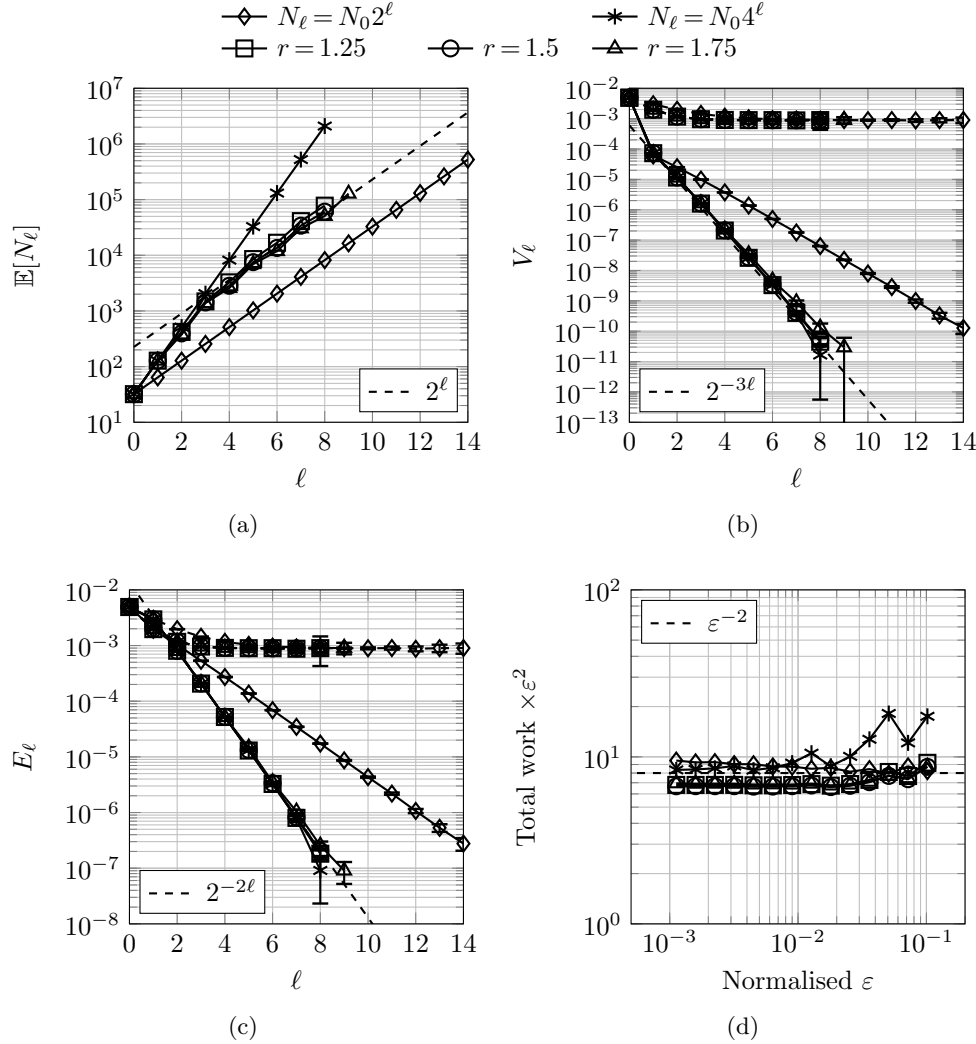 N_ℓ = N_0 2^ℓ
N_ℓ = N_0 4^ℓ
r = 1.25
r = 1.5
r = 1.75
10^7
10^6
10^5
10^4
10^3
10^2
10^1
𝔼[N_ℓ]
2^ℓ
0 2 4 6 8 10 12 14
ℓ
(a)
10^−2
10^−3
10^−4
10^−5
10^−6
10^−7
10^−8
10^−9
10^−10
10^−11
10^−12
10^−13
V_ℓ
2^−3ℓ
0 2 4 6 8 10 12 14
ℓ
(b)
10^−2
10^−3
10^−4
10^−5
10^−6
10^−7
10^−8
E_ℓ
2^−2ℓ
0 2 4 6 8 10 12 14
ℓ
(c)
10^2
10^1
10^0
Total work ×ε^2
ε^−2
10^−3 10^−2 10^−1
Normalised ε
(d)